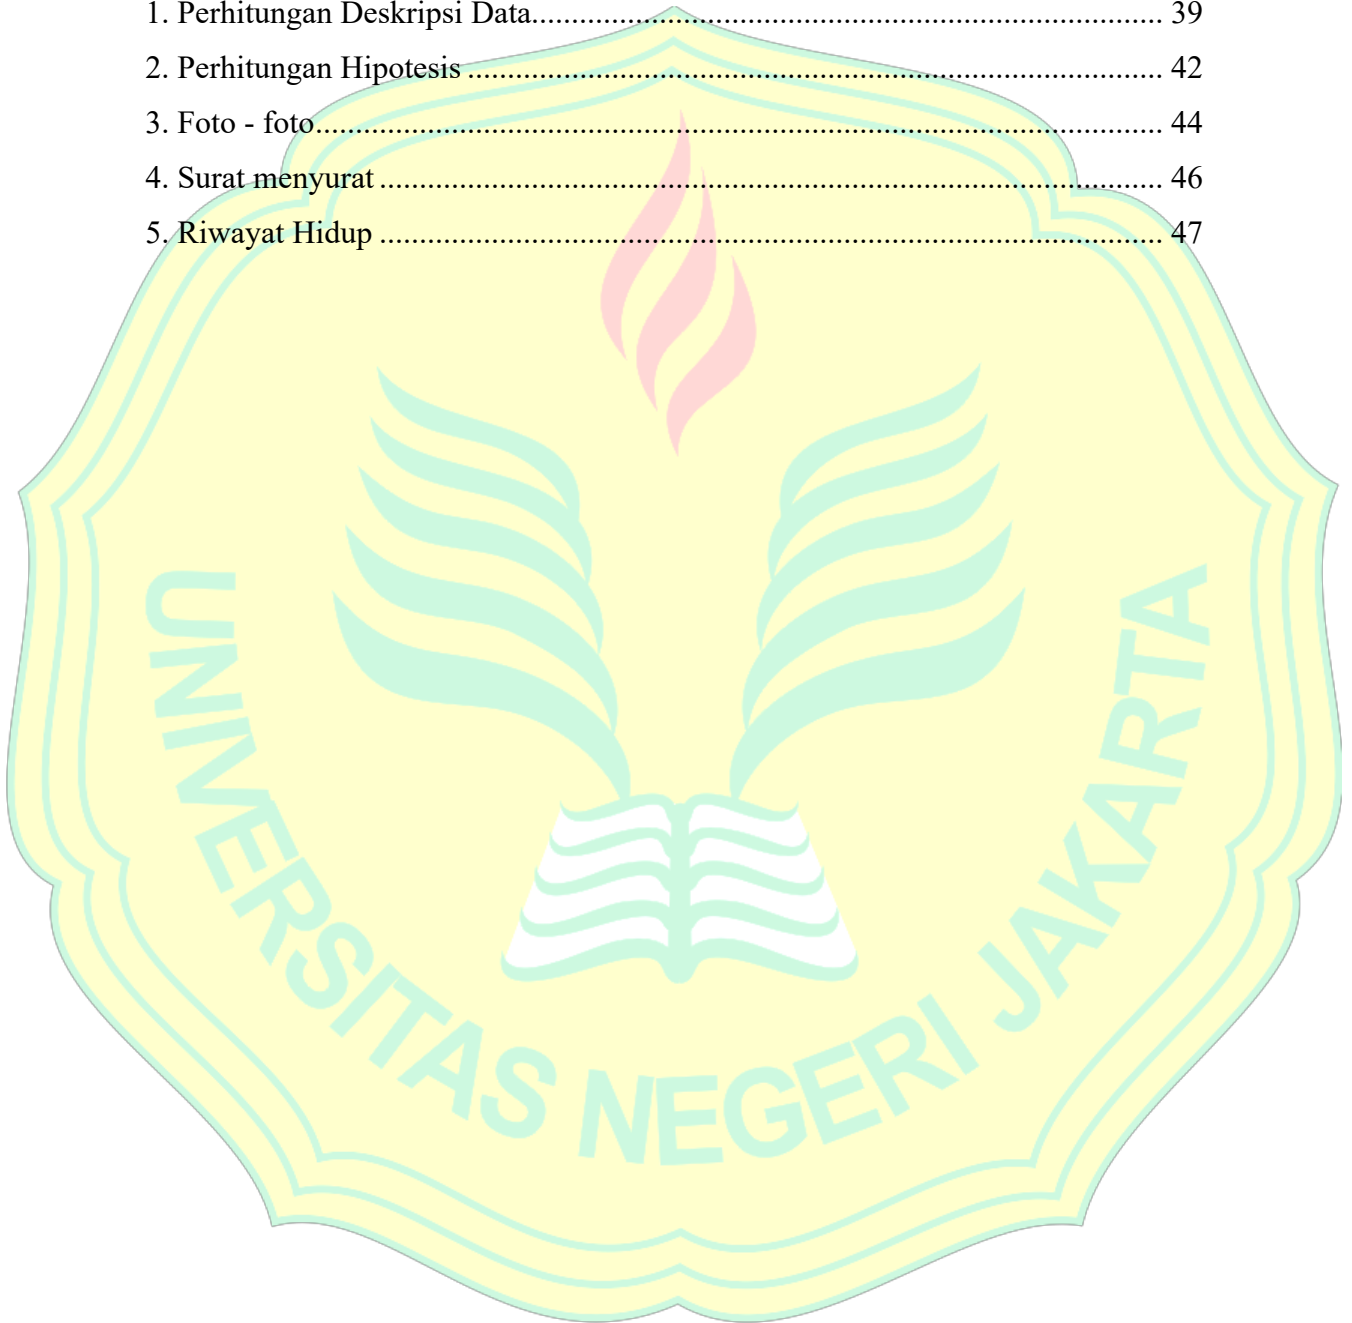 1. Perhitungan Deskripsi Data............................................................................. 39
2. Perhitungan Hipotesis..................................................................................... 42
3. Foto - foto....................................................................................................... 44
4. Surat menyurat ............................................................................................... 46
5. Riwayat Hidup ............................................................................................... 47
UNIVERSITAS NEGERI JAKARTA